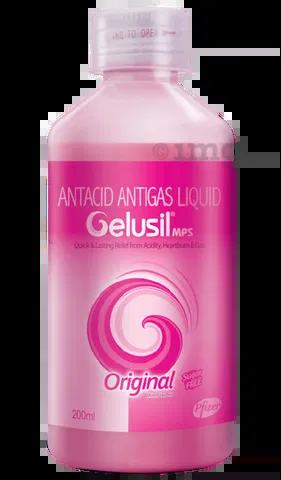 ANTACID ANTIGAS LIQUID
Gelusil® MPS
Quick & Lasting Relief from Acidity, Heartburn & Gas
Original
Sugar FREE
200ml
Pfizer